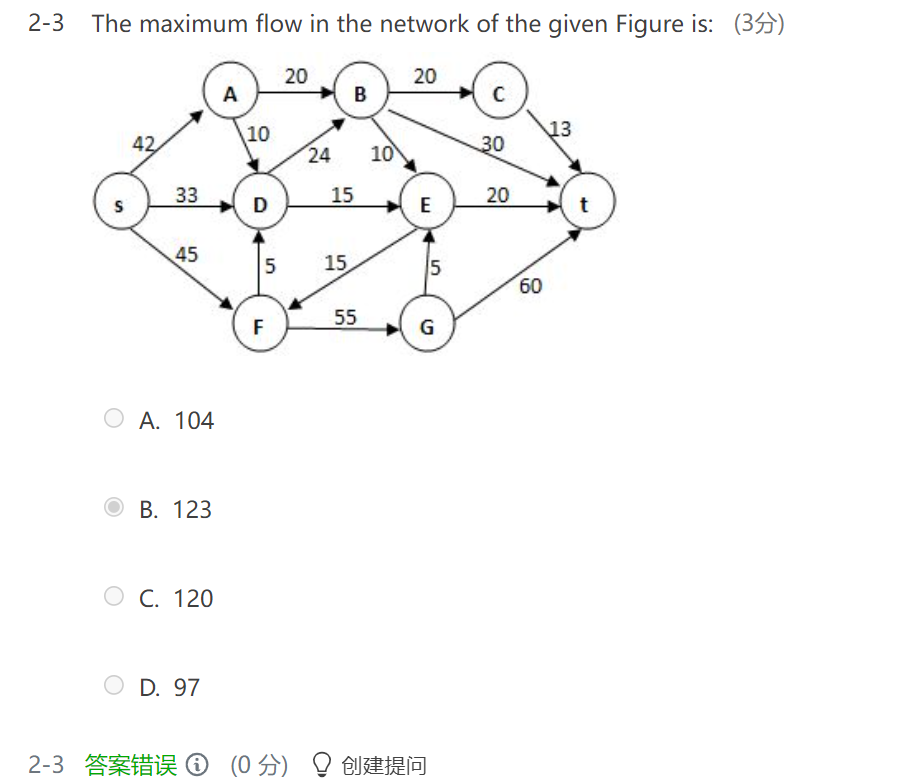 2-3 The maximum flow in the network of the given Figure is: (3分)
20 20
A B C
42 10 24 10 30 13
33 15 20
s D E t
45 5 15 5 60
55
F G
A. 104
B. 123
C. 120
D. 97
2-3 答案错误 (0 分) 创建提问